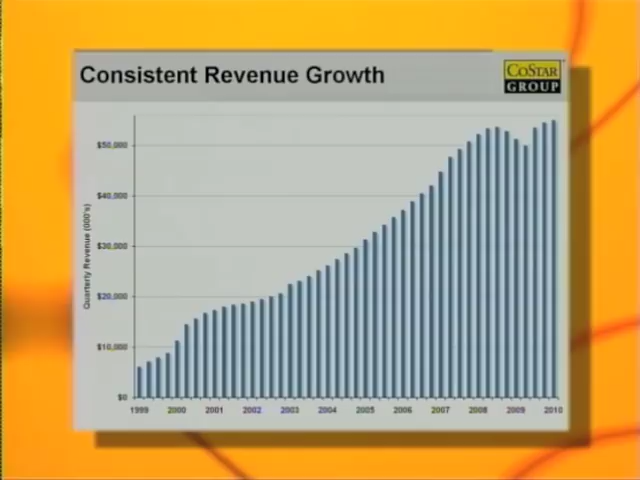 Consistent Revenue Growth
COSTAR
GROUP
Quarterly Revenue (000's)
$50,000
$40,000
$30,000
$20,000
$10,000
$0
1999 2000 2001 2002 2003 2004 2005 2006 2007 2008 2009 2010